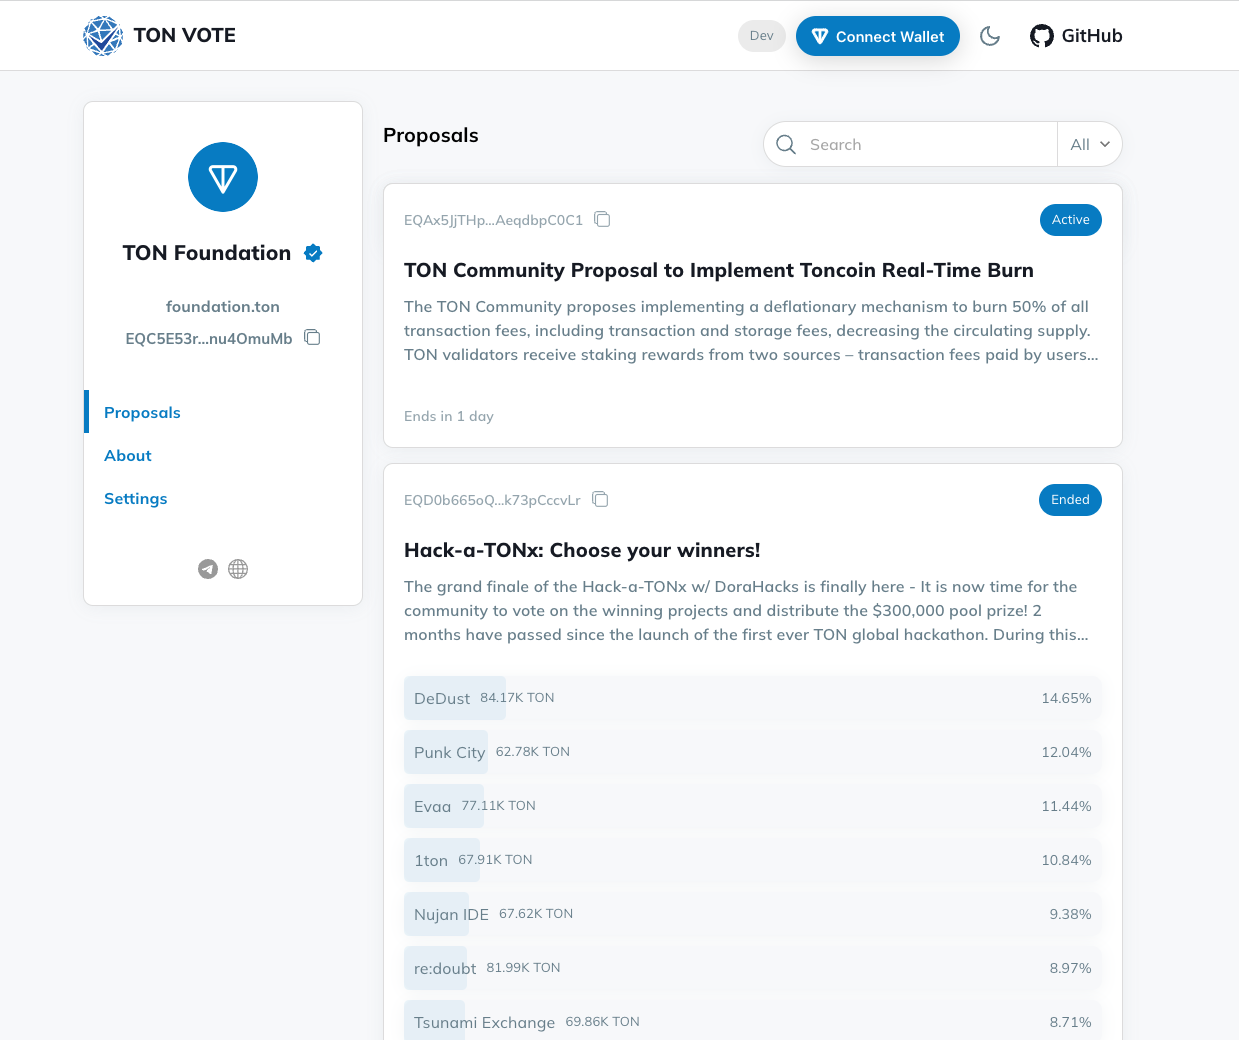 TON VOTE
Dev
Connect Wallet
GitHub
TON Foundation
foundation.ton
EQC5E53r...nu4OmuMb
Proposals
About
Settings
Proposals
Search
All
EQAx5JjTHp...AeqdbpC0C1
Active
TON Community Proposal to Implement Toncoin Real-Time Burn
The TON Community proposes implementing a deflationary mechanism to burn 50% of all
transaction fees, including transaction and storage fees, decreasing the circulating supply.
TON validators receive staking rewards from two sources – transaction fees paid by users...
Ends in 1 day
EQD0b665oQ...k73pCccvLr
Ended
Hack-a-TONx: Choose your winners!
The grand finale of the Hack-a-TONx w/ DoraHacks is finally here - It is now time for the
community to vote on the winning projects and distribute the $300,000 pool prize! 2
months have passed since the launch of the first ever TON global hackathon. During this...
DeDust 84.17K TON 14.65%
Punk City 62.78K TON 12.04%
Evaa 77.11K TON 11.44%
1ton 67.91K TON 10.84%
Nujan IDE 67.62K TON 9.38%
re:doubt 81.99K TON 8.97%
Tsunami Exchange 69.86K TON 8.71%